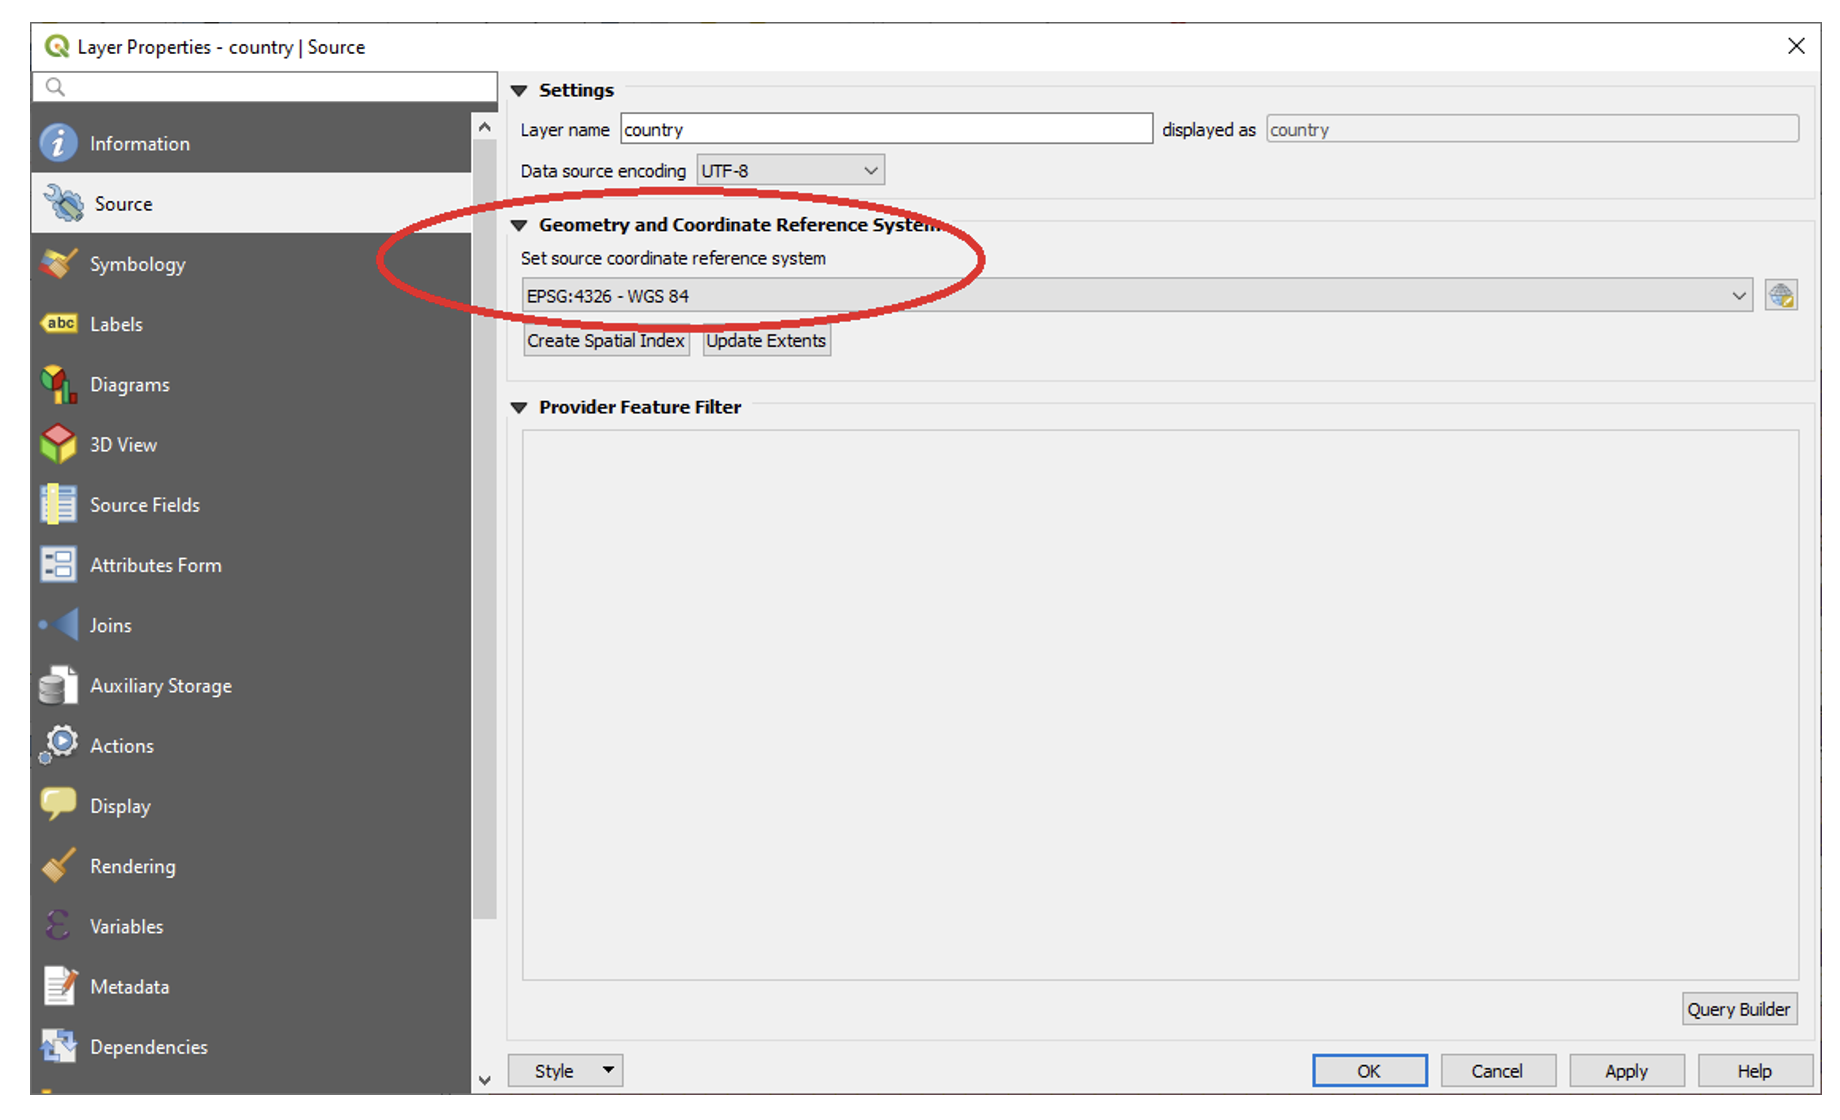 Layer Properties - country | Source
Information
Source
Symbology
abc Labels
Diagrams
3D View
Source Fields
Attributes Form
Joins
Auxiliary Storage
Actions
Display
Rendering
Variables
Metadata
Dependencies
Settings
Layer name country displayed as country
Data source encoding UTF-8
Geometry and Coordinate Reference System
Set source coordinate reference system
EPSG:4326 - WGS 84
Create Spatial Index Update Extents
Provider Feature Filter
Query Builder
Style OK Cancel Apply Help